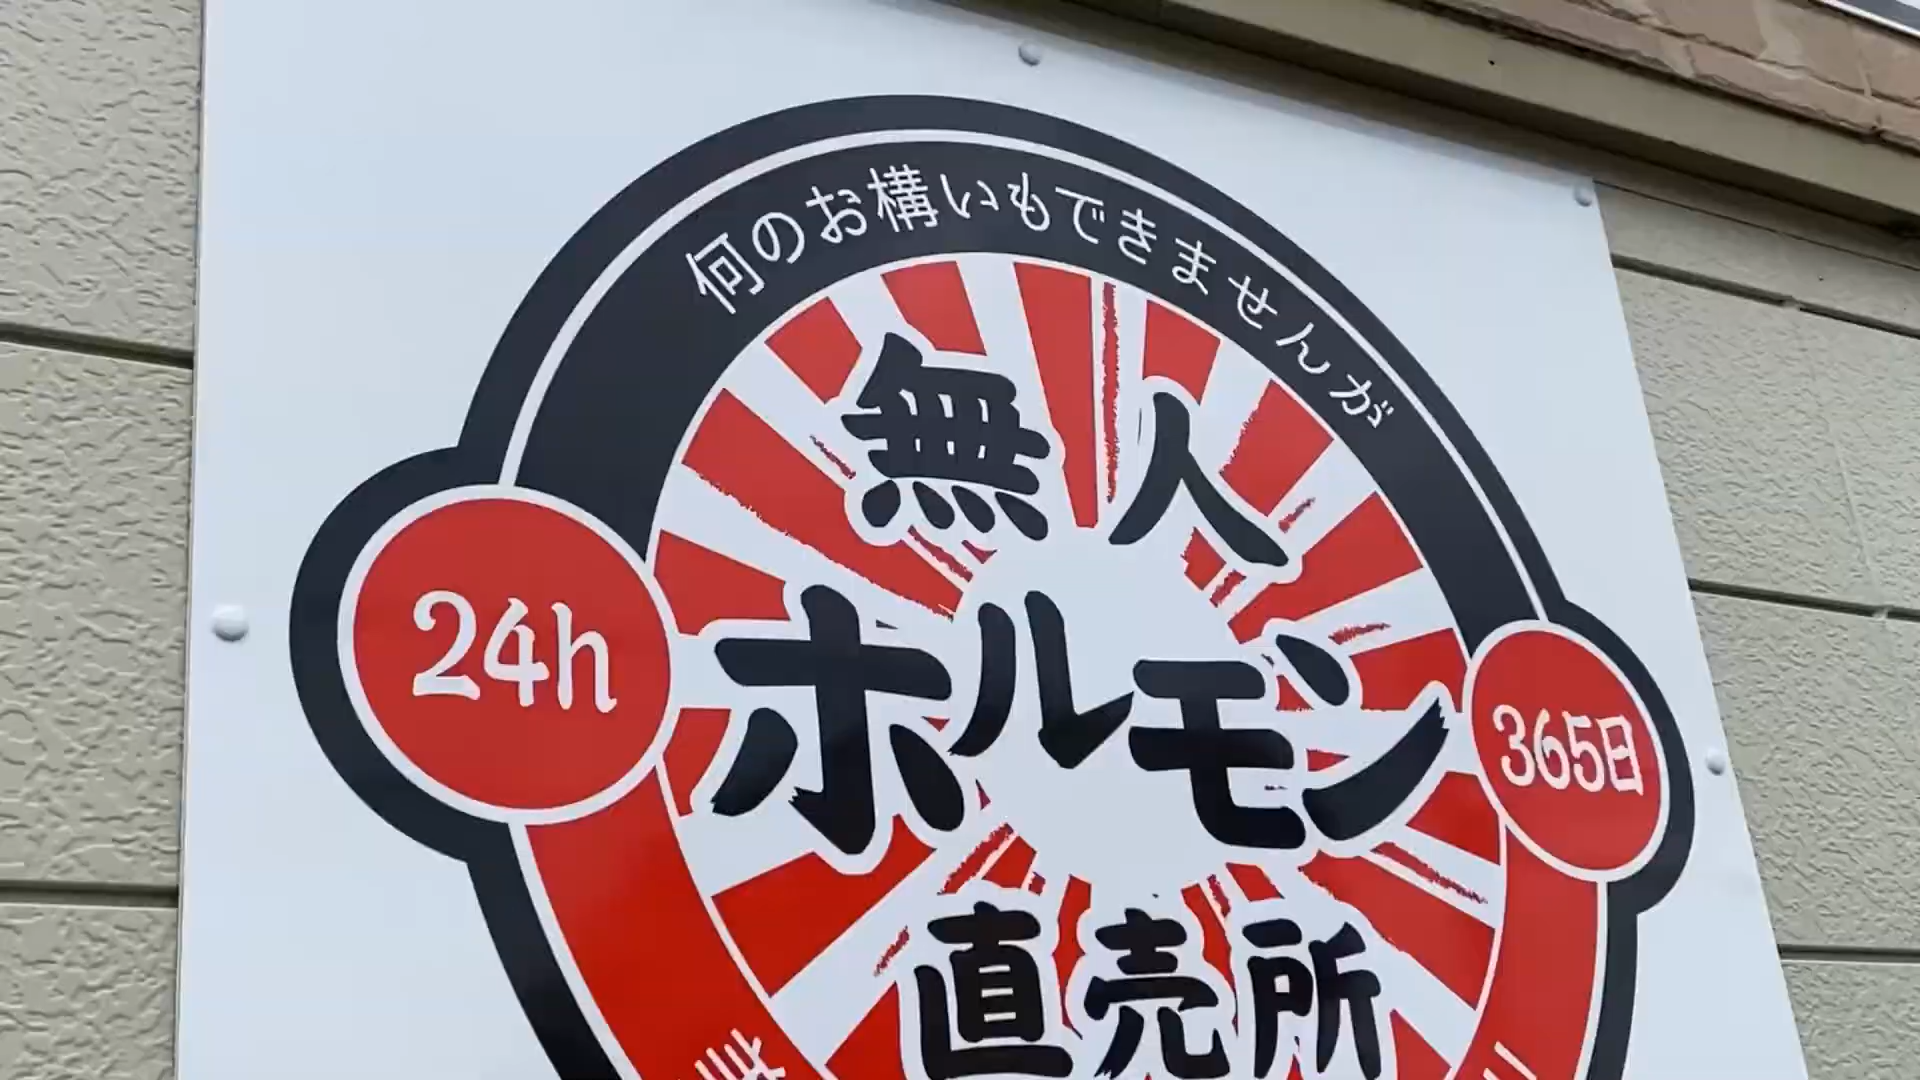 何のお構いもできませんが
無人
ホルモン
直売所
24h
365日